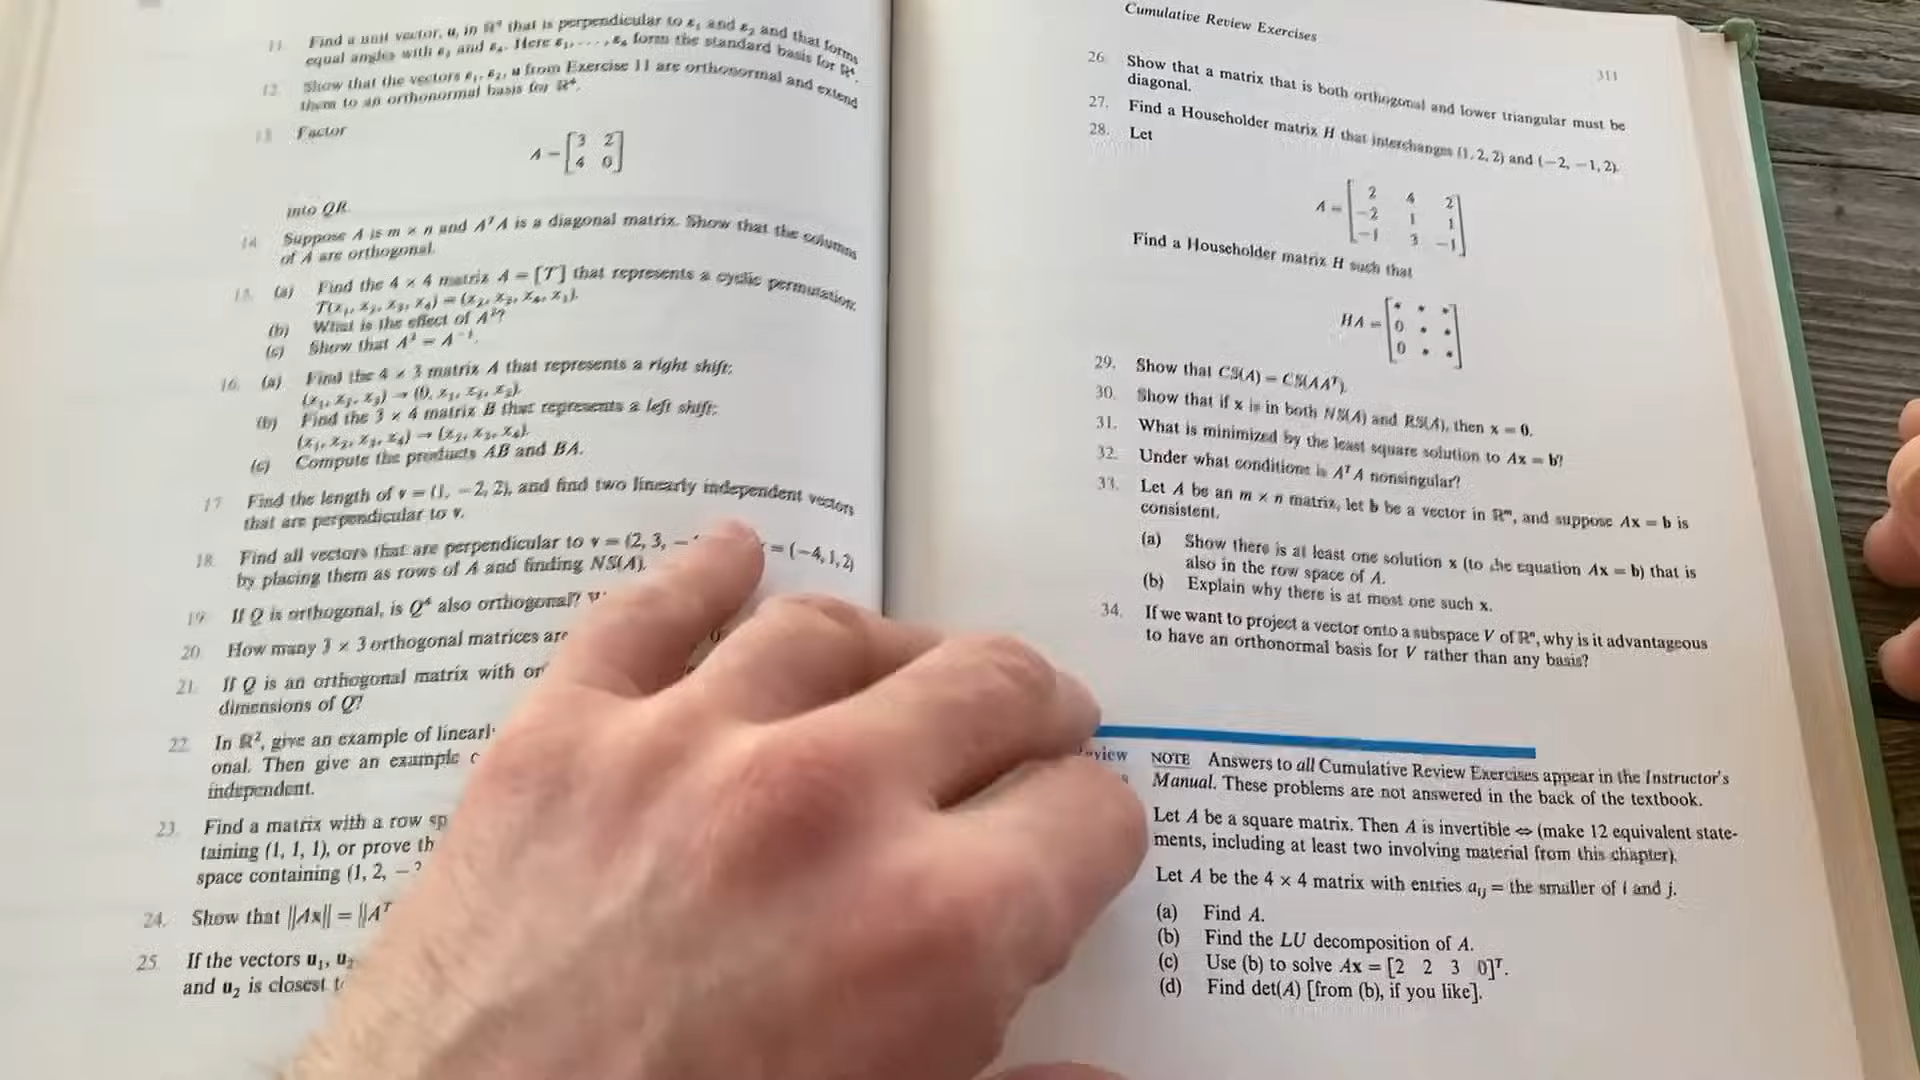 11. Find a unit vector, u, in ℝ⁴ that is perpendicular to ε₁ and ε₂ and that forms
equal angles with ε₃ and ε₄. Here ε₁, . . . , ε₄ form the standard basis for ℝ⁴.
12. Show that the vectors ε₁, ε₂, u from Exercise 11 are orthonormal and extend
them to an orthonormal basis for ℝ⁴.
13. Factor
A = [3 2
4 0]
into QR.
14. Suppose A is m × n and AᵀA is a diagonal matrix. Show that the columns
of A are orthogonal.
15. (a) Find the 4 × 4 matrix A = [T] that represents a cyclic permutation,
T(x₁, x₂, x₃, x₄) = (x₂, x₃, x₄, x₁).
(b) What is the effect of
(c) Show that A³ = A⁻¹.
16. (a) Find the 4 × 3 matrix A that represents a right shift:
(x₁, x₂, x₃) → (0, x₁, x₂, x₃).
(b) Find the 3 × 4 matrix B that represents a left shift:
(x₁, x₂, x₃, x₄) → (x₂, x₃, x₄).
(c) Compute the products AB and BA.
17. Find the length of v = (1, −2, 2), and find two linearly independent vectors
that are perpendicular to v.
18. Find all vectors that are perpendicular to v = (2, 3, − = (−4, 1, 2)
by placing them as rows of A and finding NS(A).
19. If Q is orthogonal, is also orthogonal?
20. How many 3 × 3 orthogonal matrices are 0
21. If Q is an orthogonal matrix with
dimensions of Q?
22. In ℝ², give an example of
onal. Then give an example
independent.
23. Find a matrix with a row
taining (1, 1, 1), or prove
space containing (1, 2, −
24. Show that ||Ax|| = ||Aᵀ
25. If the vectors u₁, u₂
and u₂ is closest
Cumulative Review Exercises
311
26. Show that a matrix that is both orthogonal and lower triangular must be
diagonal.
27. Find a Householder matrix H that interchanges (1, 2, 2) and (−2, −1, 2).
28. Let
A = [2 4 2
−2 1 1
−1 3 −1]
Find a Householder matrix H such that
HA = [* * *
0 * *
0 * *]
29. Show that CS(A) = CS(AAᵀ).
30. Show that if x is in both NS(A) and RS(A), then x = 0.
31. What is minimized by the least square solution to Ax = b?
32. Under what conditions is AᵀA nonsingular?
33. Let A be an m × n matrix, let b be a vector in ℝᵐ, and suppose Ax = b is
consistent.
(a) Show there is at least one solution x (to the equation Ax = b) that is
also in the row space of A.
(b) Explain why there is at most one such x.
34. If we want to project a vector onto a subspace V of ℝⁿ, why is it advantageous
to have an orthonormal basis for V rather than any basis?
NOTE Answers to all Cumulative Review Exercises appear in the Instructor's
Manual. These problems are not answered in the back of the textbook.
Let A be a square matrix. Then A is invertible ⇔ (make 12 equivalent state-
ments, including at least two involving material from this chapter).
Let A be the 4 × 4 matrix with entries aᵢⱼ = the smaller of i and j.
(a) Find A.
(b) Find the LU decomposition of A.
(c) Use (b) to solve Ax = [2 2 3 0]ᵀ.
(d) Find det(A) [from (b), if you like].